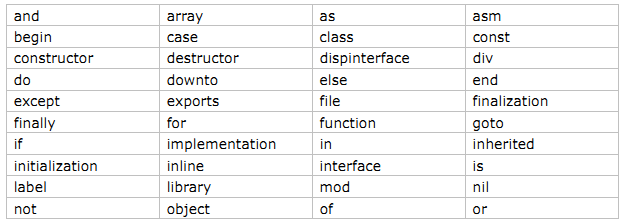 and array as asm
begin case class const
constructor destructor dispinterface div
do downto else end
except exports file finalization
finally for function goto
if implementation in inherited
initialization inline interface is
label library mod nil
not object of or